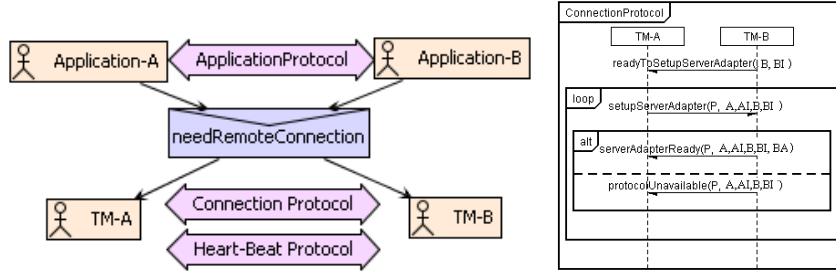 Application-A
ApplicationProtocol
Application-B
needRemoteConnection
TM-A
Connection Protocol
TM-B
Heart-Beat Protocol
ConnectionProtocol
TM-A
TM-B
readyTpSetupServerAdapter( B, BI )
loop
setupServerAdapter(P, A,AI,B,BI)
alt
serverAdapterReady(P, A,AI,B,BI, BA)
protocolUnavailable(P, A,AI,B,BI )